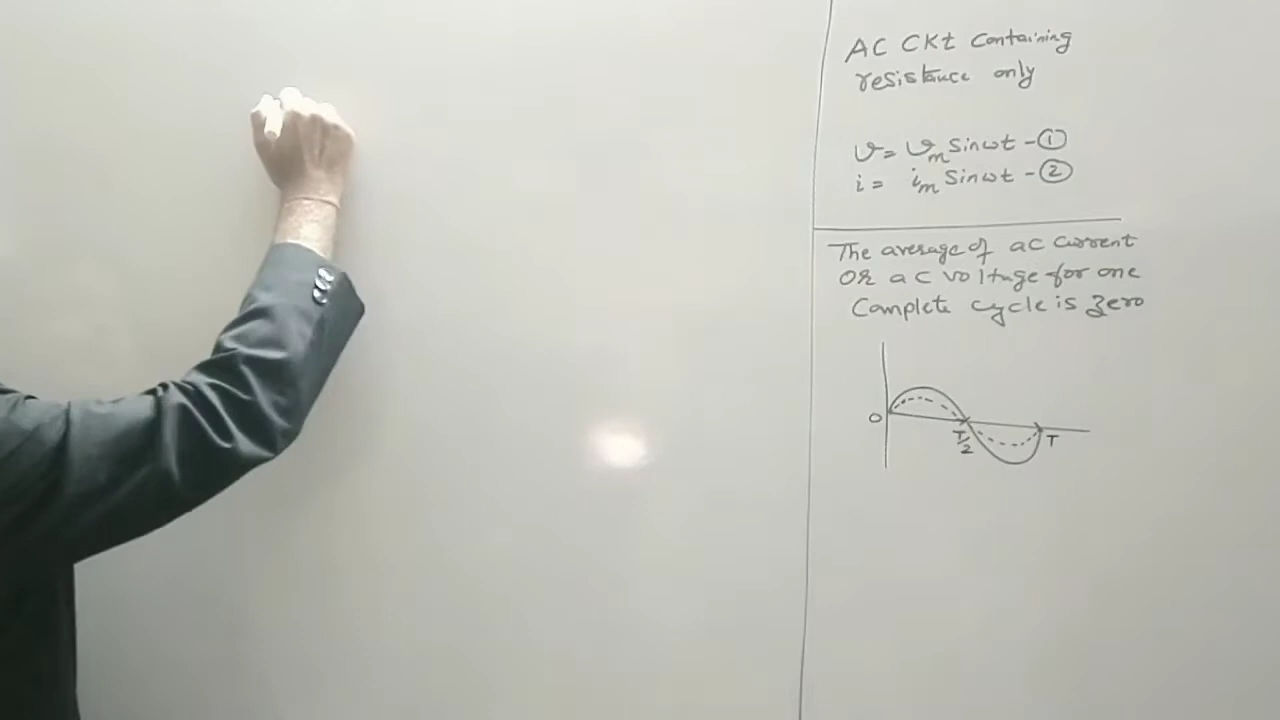 AC CKt Containing
resistance only
v = vm Sinωt - ①
i = im Sinωt - ②
The average of ac current
OR ac voltage for one
Complete cycle is zero
O
T/2
T